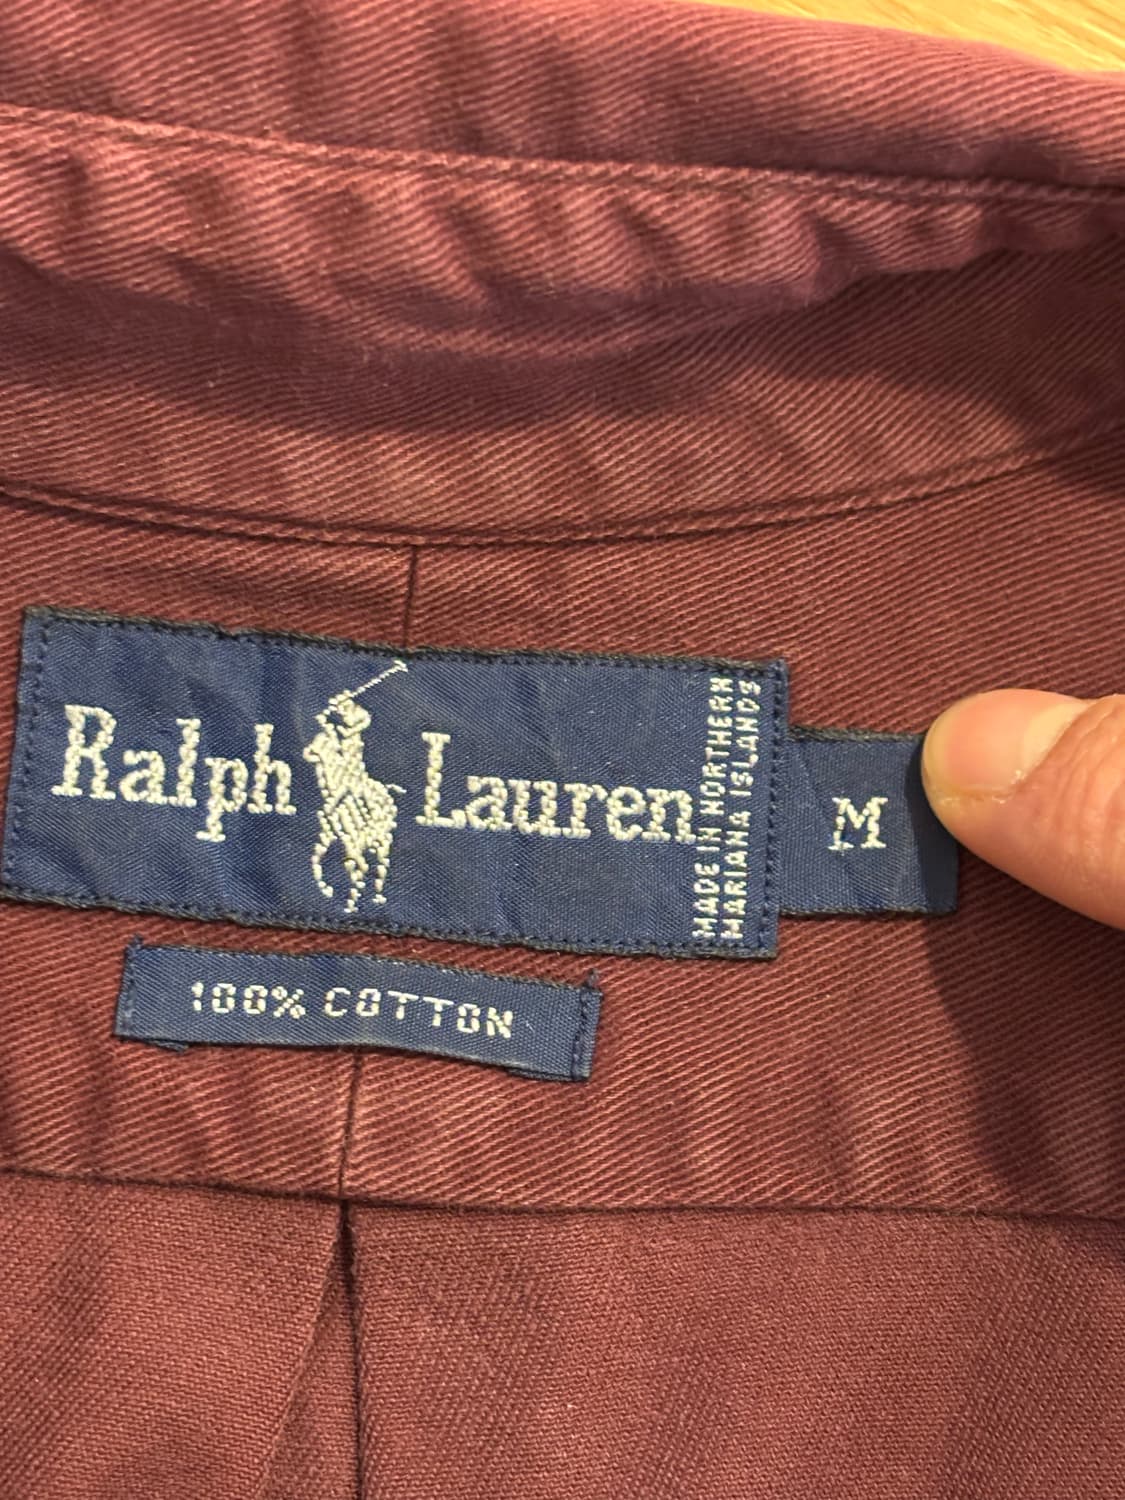 Ralph Lauren
MADE IN NORTHERN
MARIANA ISLANDS
M
100% COTTON